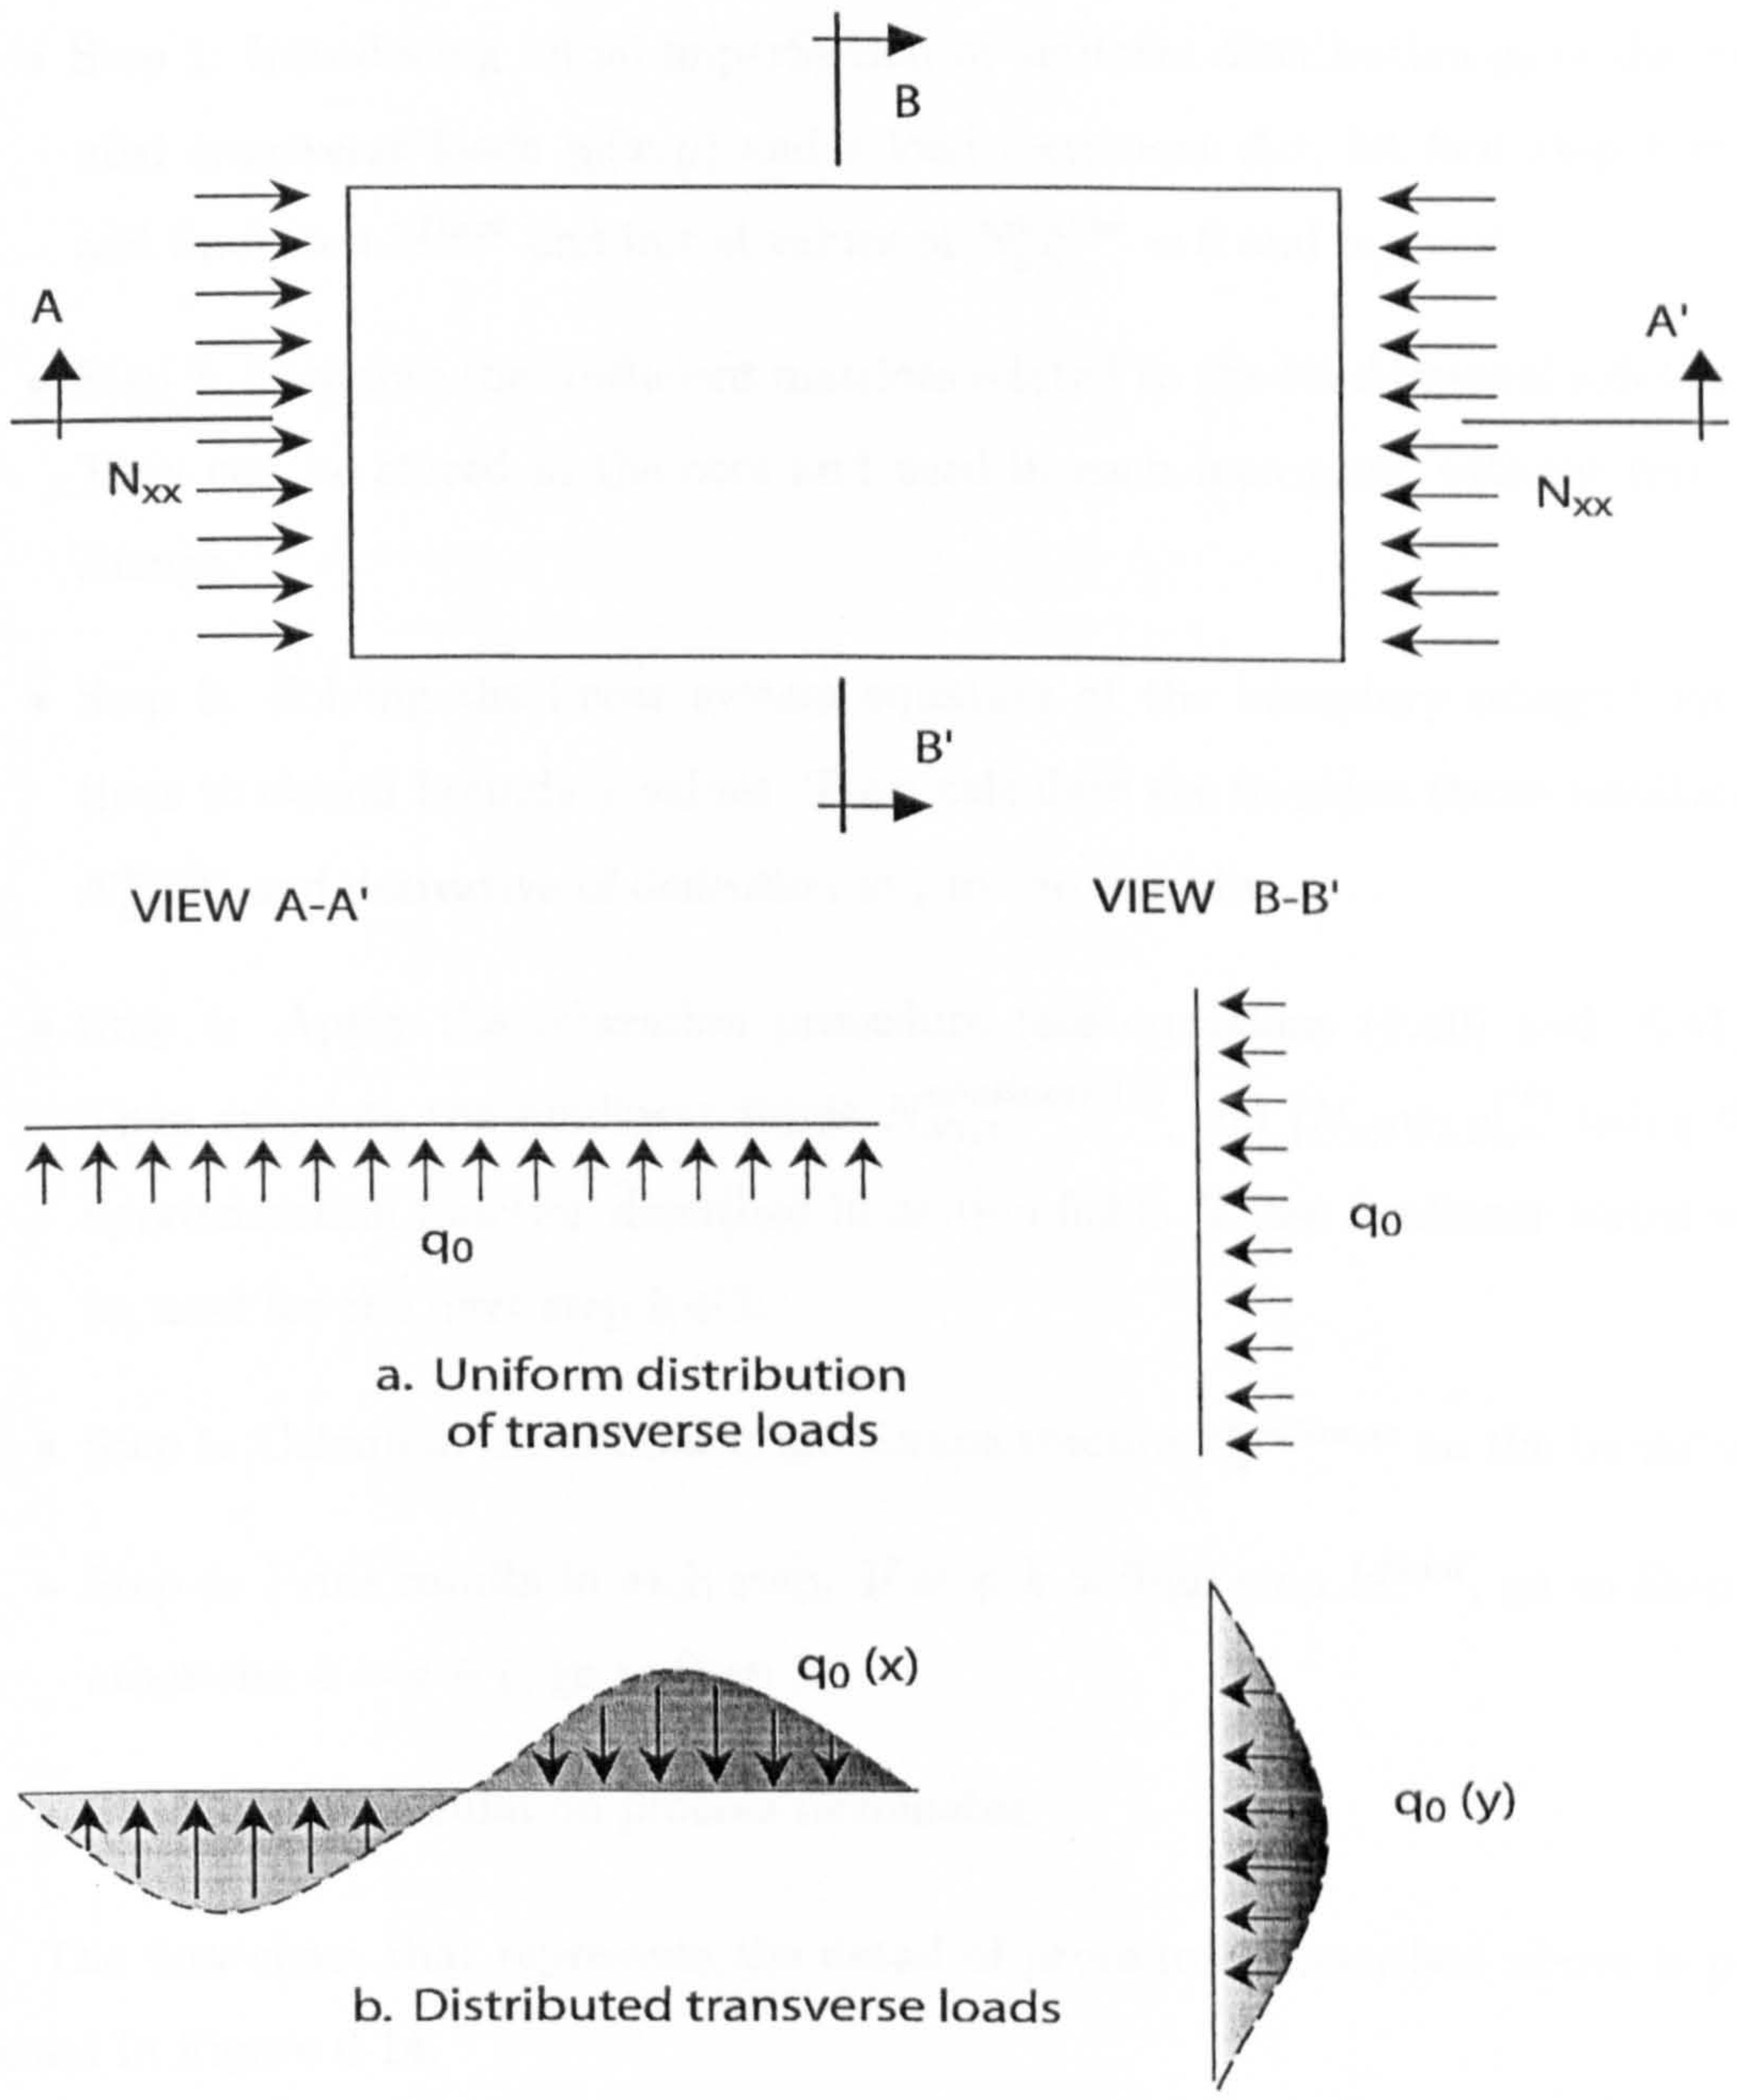 B
A
A'
Nxx
Nxx
B'
VIEW A-A'
VIEW B-B'
q0
q0
a. Uniform distribution
of transverse loads
q0 (x)
q0 (y)
b. Distributed transverse loads